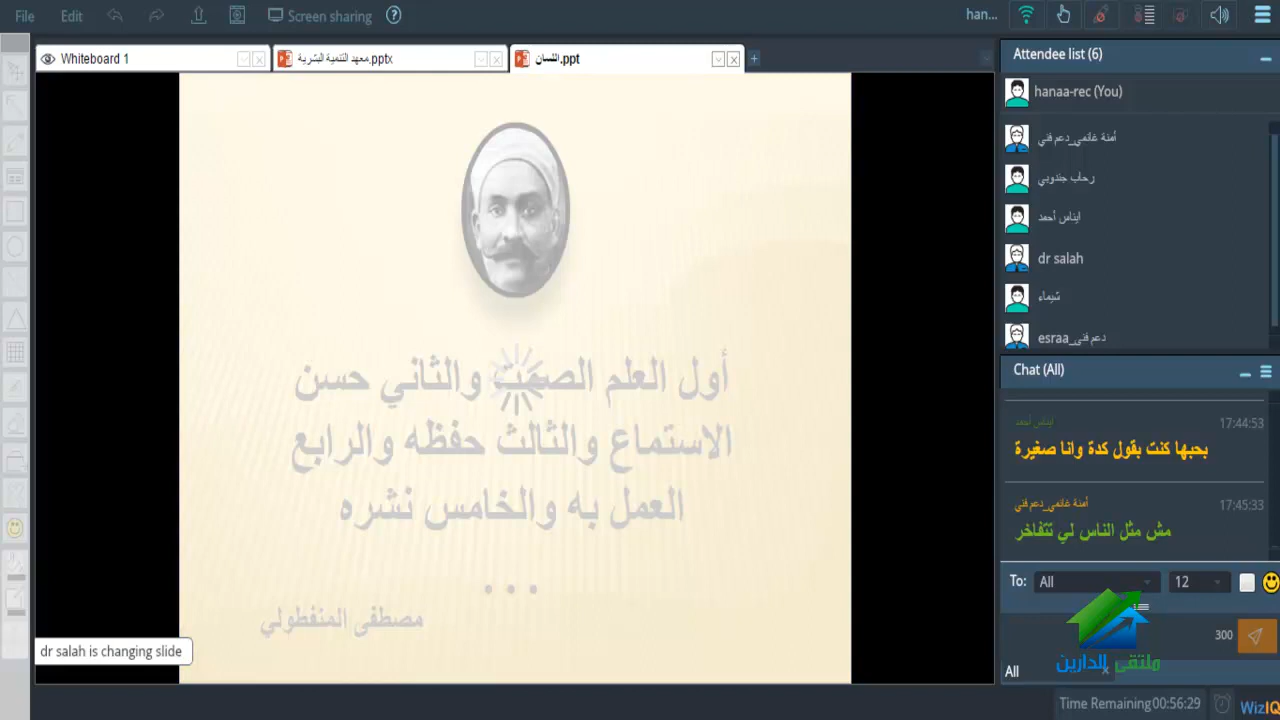 File Edit Screen sharing ? han...
Whiteboard 1
معهد التنمية البشرية.pptx
اللسان.ppt
أول العلم الصمت والثاني حسن
الاستماع والثالث حفظه والرابع
العمل به والخامس نشره
...
مصطفى المنفطولي
dr salah is changing slide
Attendee list (6)
hanaa-rec (You)
أمنة غانمي_دعم فني
رحاب جندوبي
ايناس أحمد
dr salah
شيماء
esraa_دعم فنى
Chat (All)
ايناس أحمد 17:44:53
بحبها كنت بقول كدة وانا صغيرة
أمنة غانمي_دعم فني 17:45:33
مش مثل الناس لي تتفاخر
To: All 12
300
ملتقى الدارين
All
Time Remaining 00:56:29
WizIQ